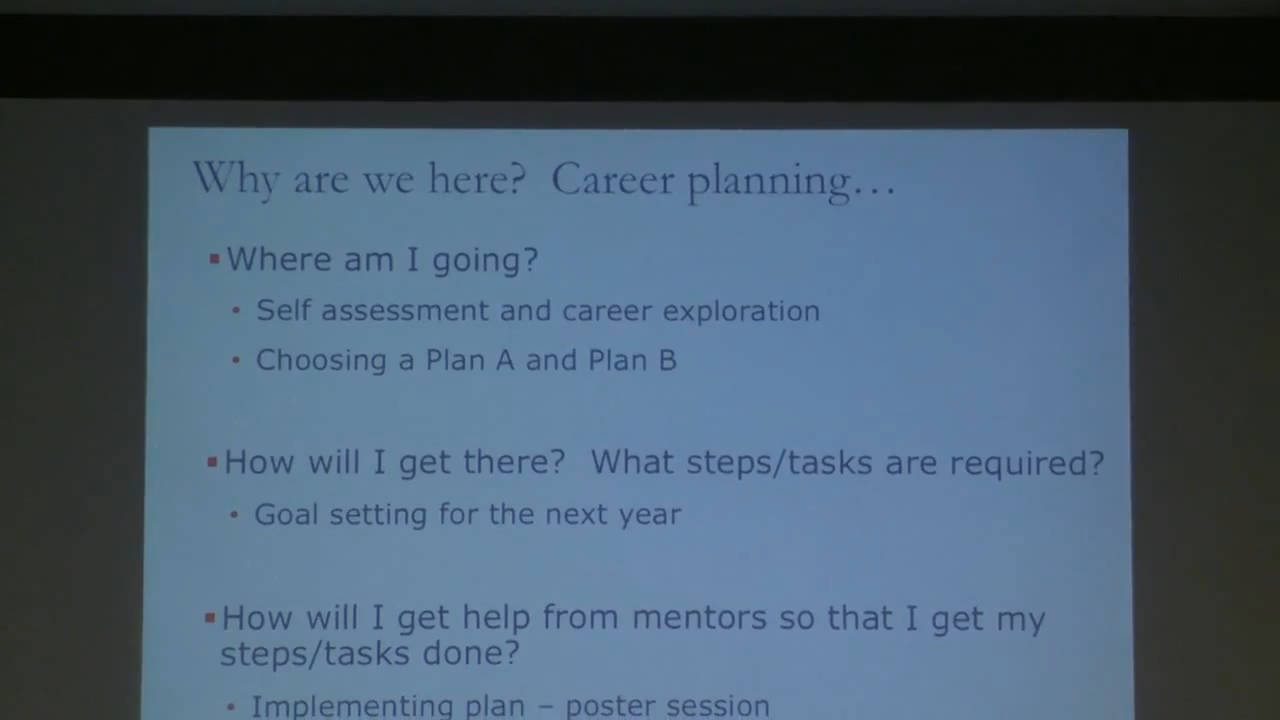 Why are we here? Career planning…
▪ Where am I going?
• Self assessment and career exploration
• Choosing a Plan A and Plan B
▪ How will I get there? What steps/tasks are required?
• Goal setting for the next year
▪ How will I get help from mentors so that I get my
steps/tasks done?
• Implementing plan – poster session